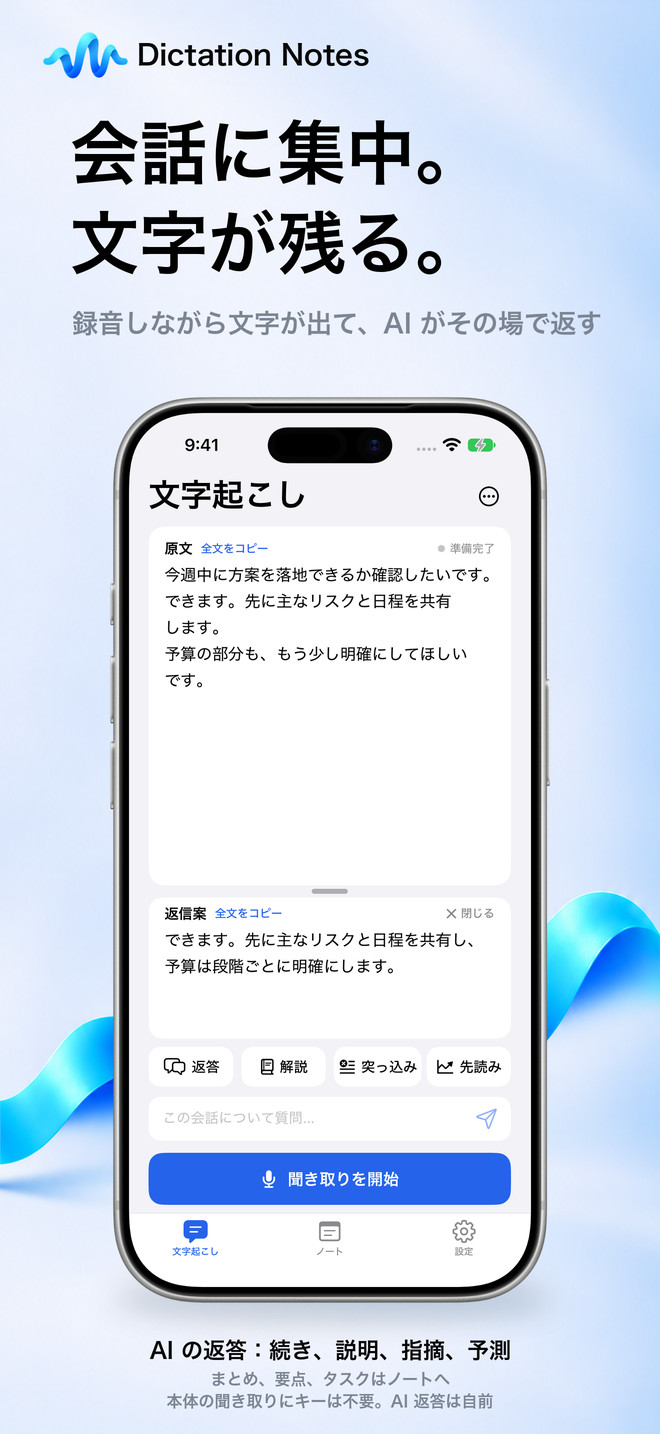 Dictation Notes
会話に集中。
文字が残る。
録音しながら文字が出て、AI がその場で返す
9:41
文字起こし
原文 全文をコピー 準備完了
今週中に方案を落地できるか確認したいです。
できます。先に主なリスクと日程を共有
します。
予算の部分も、もう少し明確にしてほしい
です。
返信案 全文をコピー 閉じる
できます。先に主なリスクと日程を共有し、
予算は段階ごとに明確にします。
返答 解説 突っ込み 先読み
この会話について質問...
聞き取りを開始
文字起こし ノート 設定
AI の返答：続き、説明、指摘、予測
まとめ、要点、タスクはノートへ
本体の聞き取りにキーは不要。AI 返答は自前